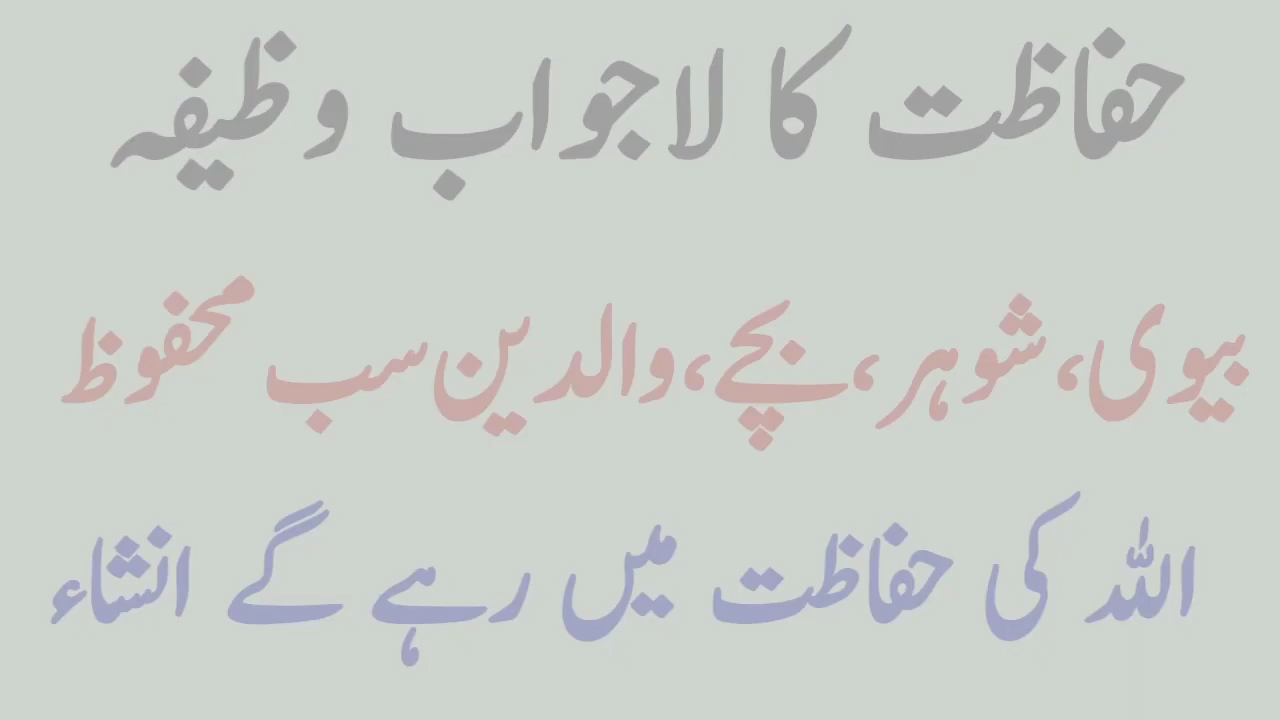 حفاظت کا لاجواب وظیفہ
بیوی، شوہر، بچے، والدین سب محفوظ
اللہ کی حفاظت میں رہے گے انشاء